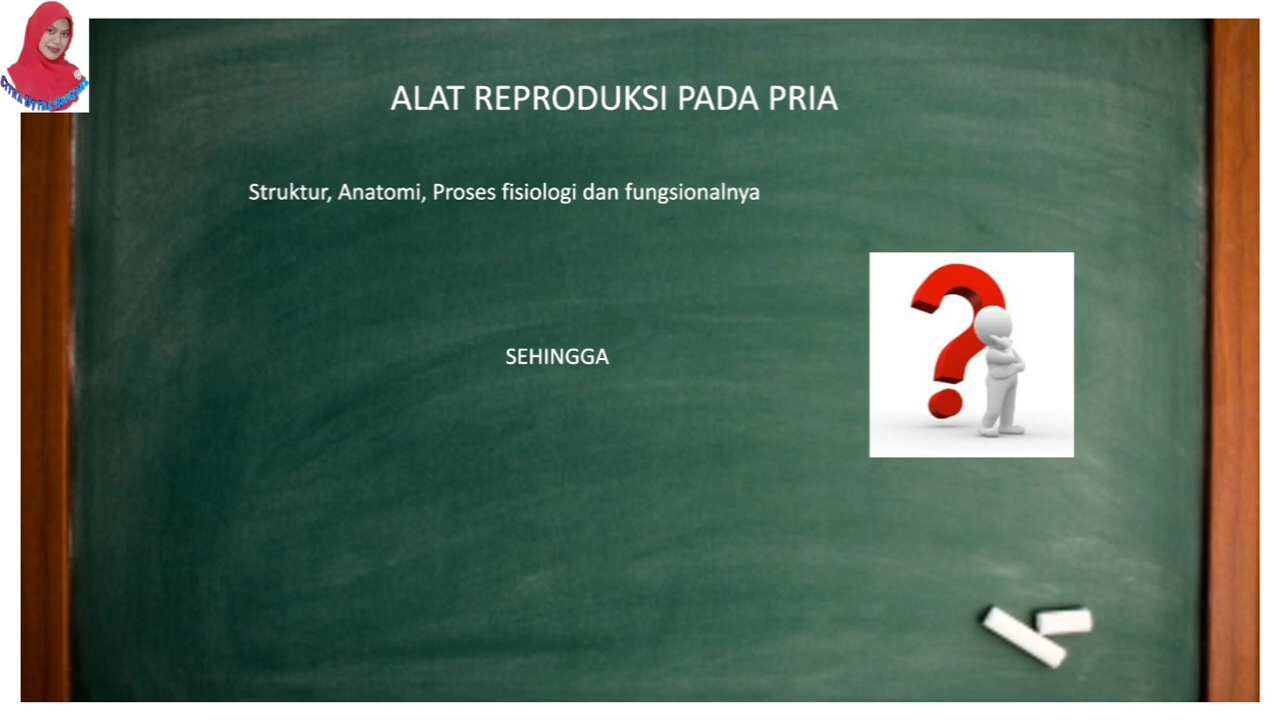 ALAT REPRODUKSI PADA PRIA
Struktur, Anatomi, Proses fisiologi dan fungsionalnya
SEHINGGA